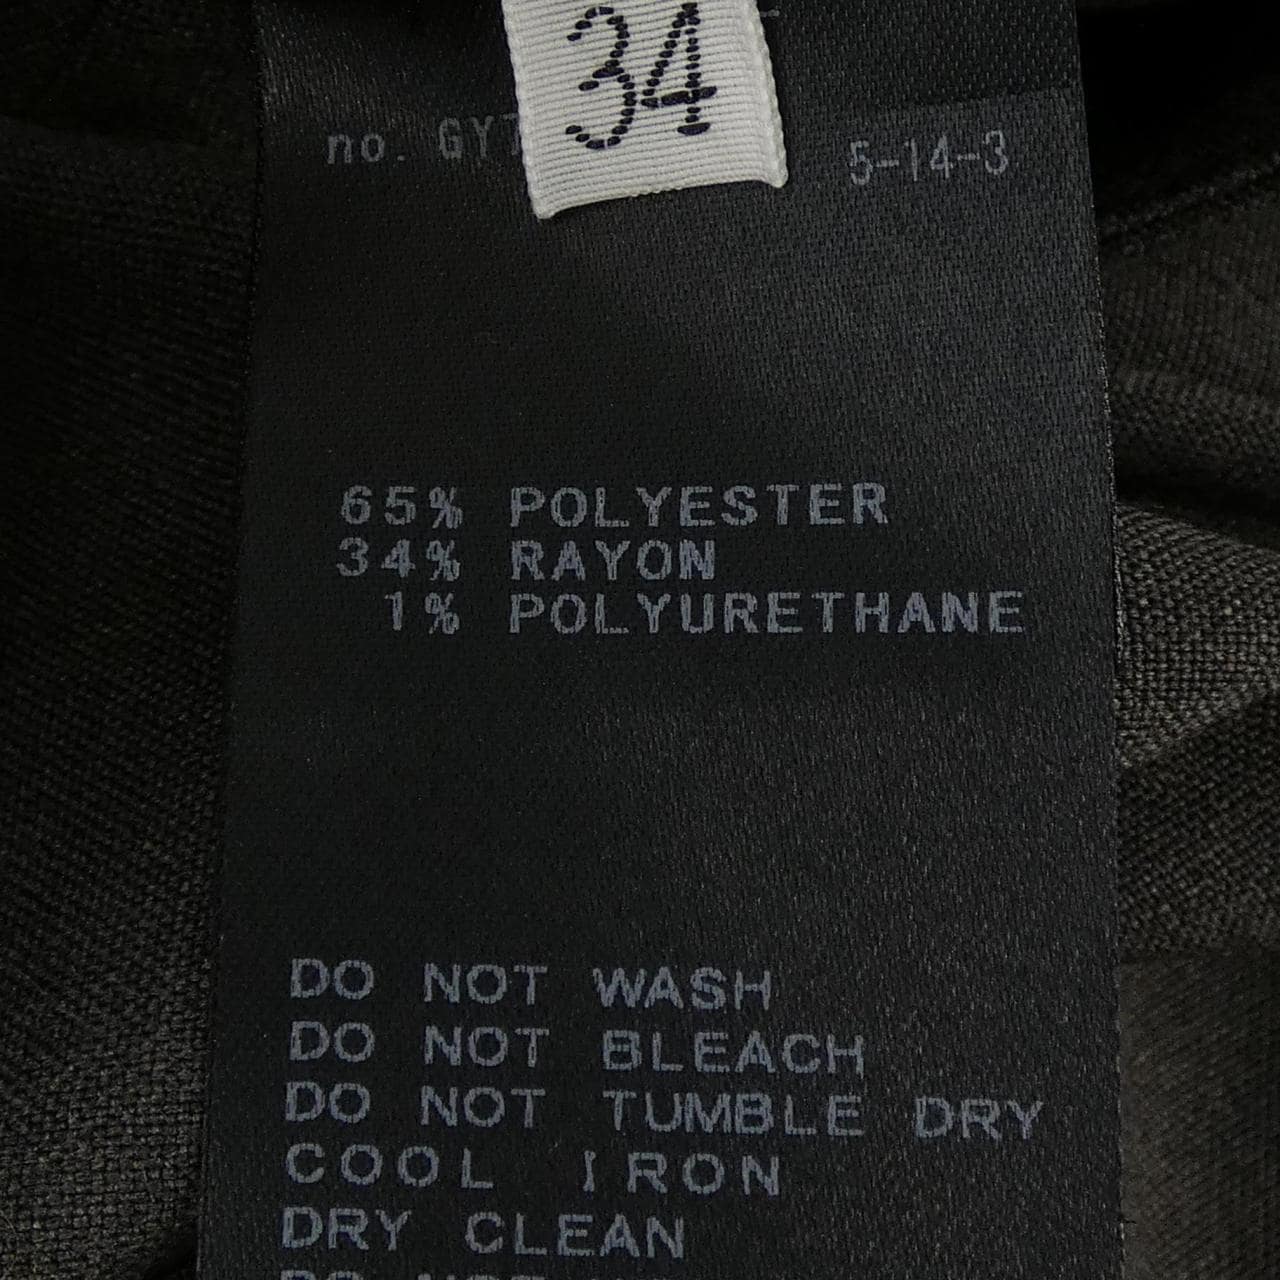 34
no. GY
5-14-3
65% POLYESTER
34% RAYON
1% POLYURETHANE
DO NOT WASH
DO NOT BLEACH
DO NOT TUMBLE DRY
COOL IRON
DRY CLEAN